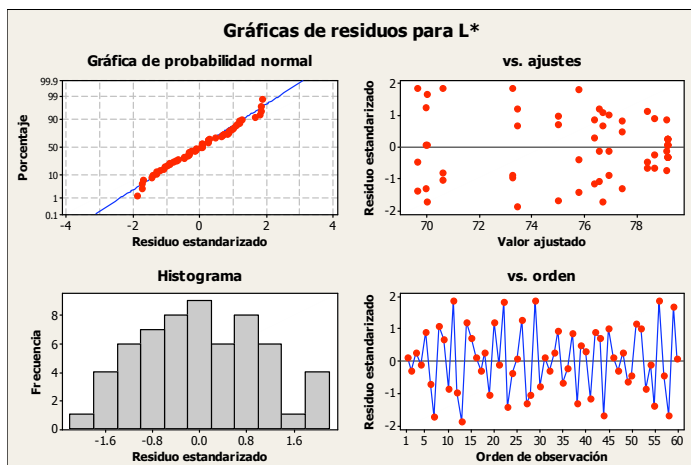 Gráficas de residuos para L*
Gráfica de probabilidad normal
Porcentaje
99.9
99
90
50
10
1
0.1
-4 -2 0 2 4
Residuo estandarizado
vs. ajustes
Residuo estandarizado
2
1
0
-1
-2
70 72 74 76 78
Valor ajustado
Histograma
Frecuencia
8
6
4
2
0
-1.6 -0.8 0.0 0.8 1.6
Residuo estandarizado
vs. orden
Residuo estandarizado
2
1
0
-1
-2
1 5 10 15 20 25 30 35 40 45 50 55 60
Orden de observación